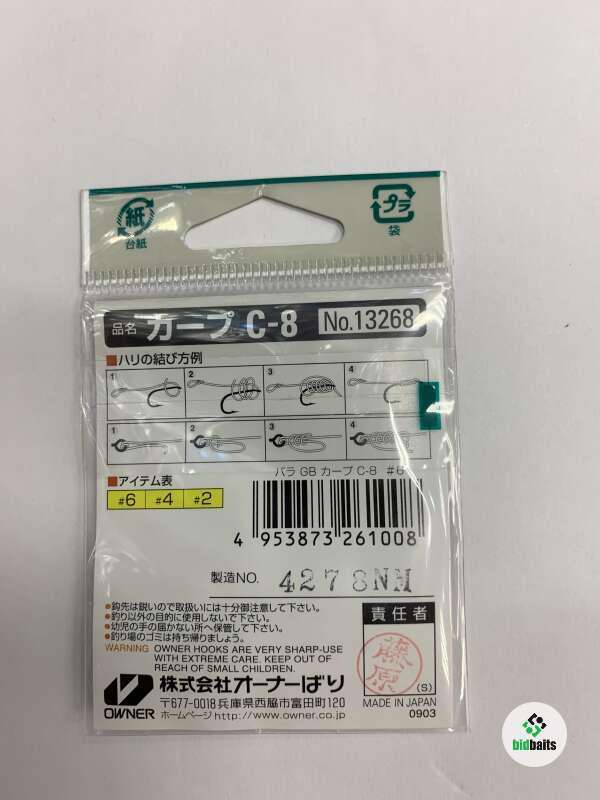 紙
台紙
プラ
袋
品名 カープ C-8 No.13268
■ハリの結び方例
1 2 3 4
1 2 3 4
バラ GB カープ C-8 #6
■アイテム表
#6 #4 #2
4 953873 261008
製造NO. 4278NM
●鈎先は鋭いので取扱いには十分御注意して下さい。
●釣り以外の目的に使用しないで下さい。
●幼児の手の届かない所へ保管して下さい。
●釣り場のゴミは持ち帰りましょう。
WARNING OWNER HOOKS ARE VERY SHARP-USE
WITH EXTREME CARE. KEEP OUT OF
REACH OF SMALL CHILDREN.
責任者
藤原
(S)
OWNER
株式会社オーナーばり
〒677-0018 兵庫県西脇市富田町120
ホームページ http://www.owner.co.jp
MADE IN JAPAN
0903
bidbaits